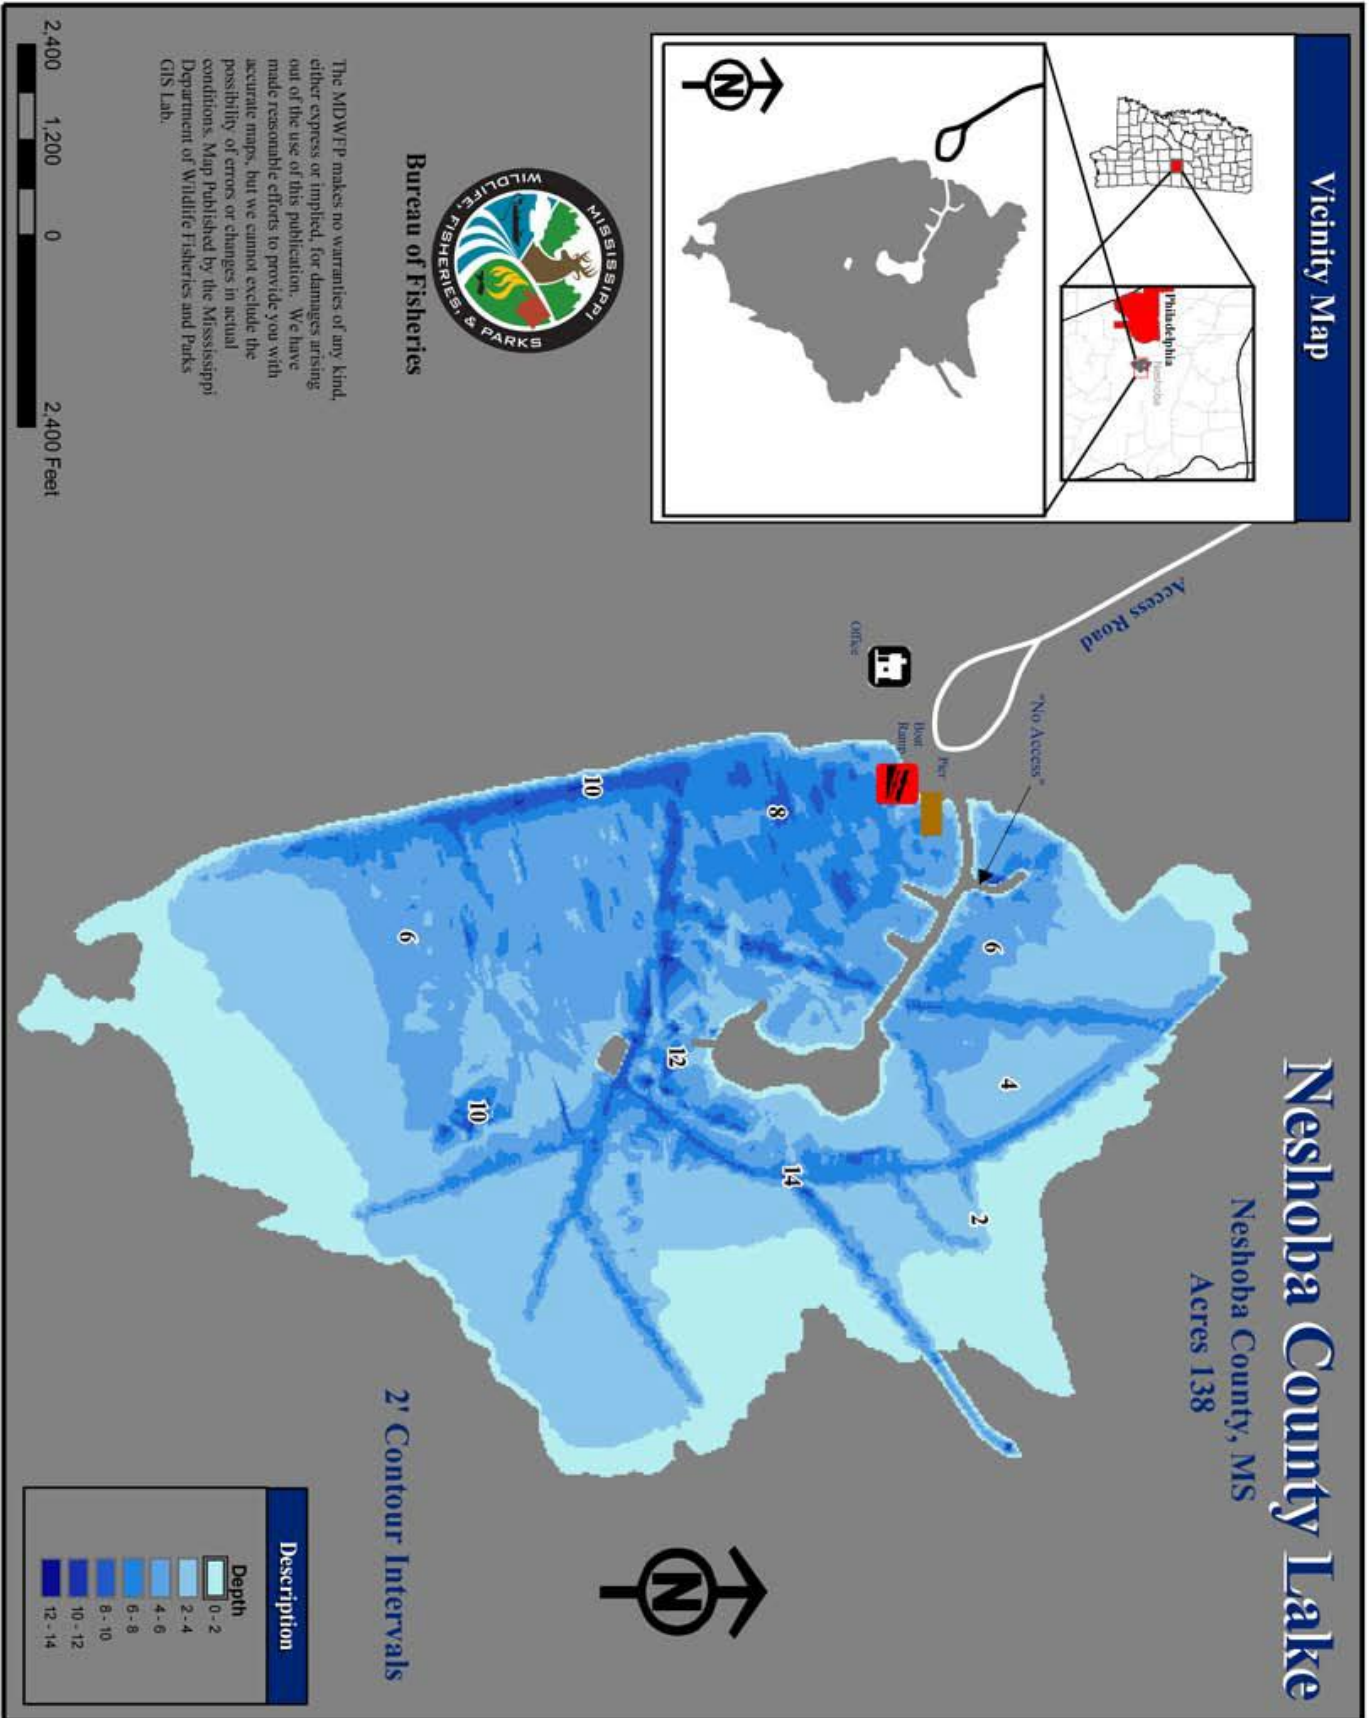 Neshoba County Lake
Neshoba County, MS
Acres 138
Vicinity Map
Philadelphia
Neshoba
N
Access Road
"No Access"
Pier
Boat
Ramp
Office
6
4
2
8
14
12
10
10
6
N
MISSISSIPPI
WILDLIFE, FISHERIES, & PARKS
Bureau of Fisheries
The MDWFP makes no warranties of any kind,
either express or implied, for damages arising
out of the use of this publication. We have
made reasonable efforts to provide you with
accurate maps, but we cannot exclude the
possibility of errors or changes in actual
conditions. Map Published by the Misssissippi
Department of Wildlife Fisheries and Parks
GIS Lab.
2,400 1,200 0 2,400 Feet
2' Contour Intervals
Description
Depth
0 - 2
2 - 4
4 - 6
6 - 8
8 - 10
10 - 12
12 - 14